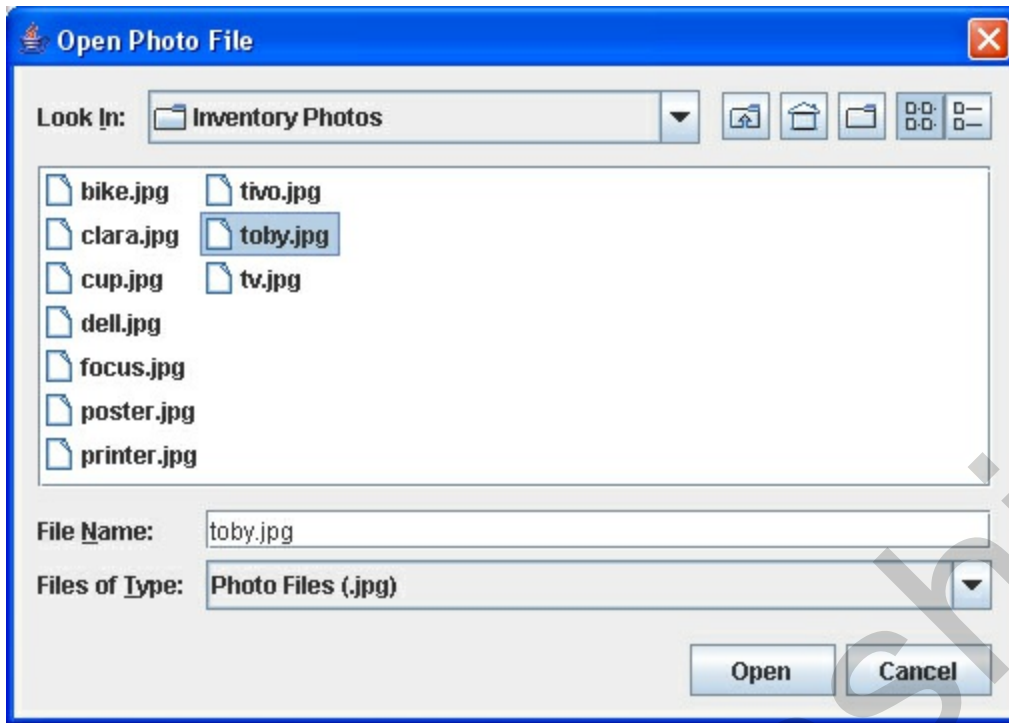 Open Photo File
Look In: Inventory Photos
bike.jpg tivo.jpg
clara.jpg toby.jpg
cup.jpg tv.jpg
dell.jpg
focus.jpg
poster.jpg
printer.jpg
File Name: toby.jpg
Files of Type: Photo Files (.jpg)
Open Cancel